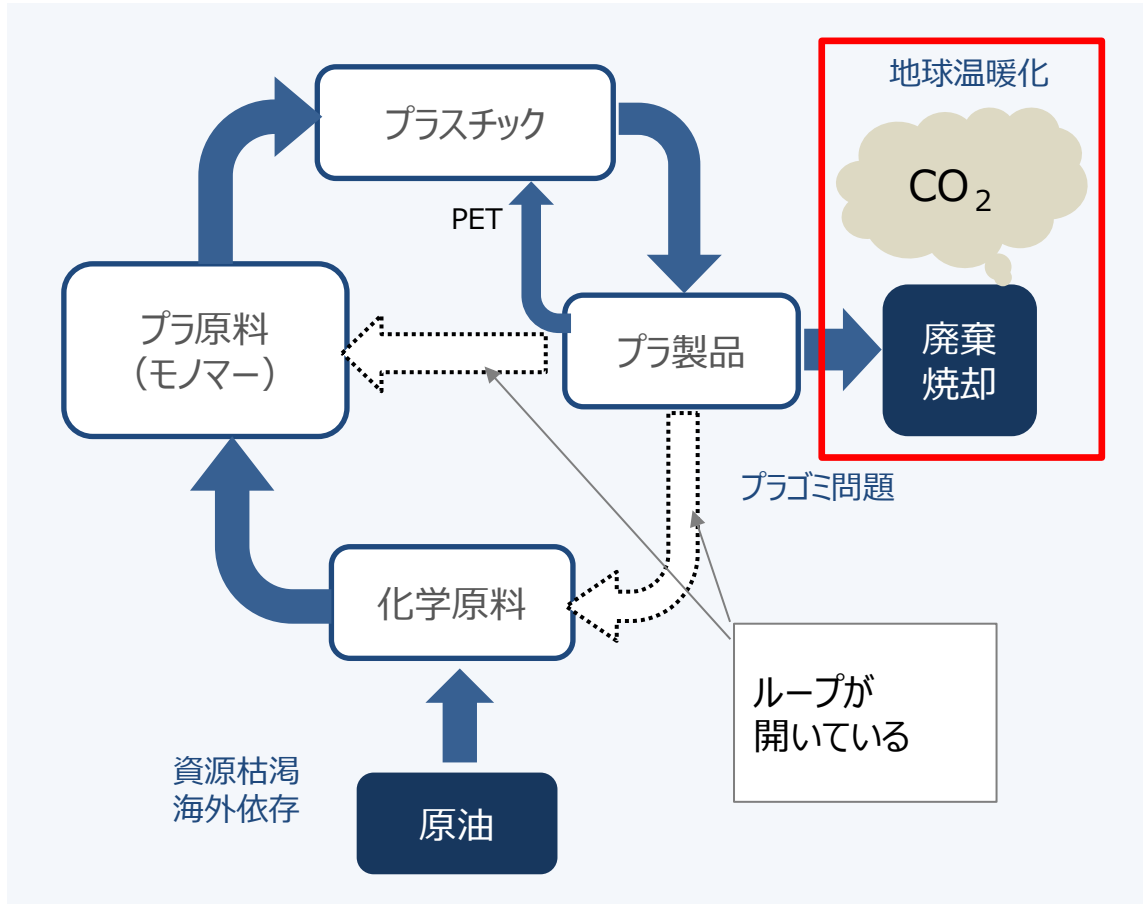 地球温暖化
プラスチック
CO2
PET
プラ原料
（モノマー）
プラ製品
廃棄
焼却
プラゴミ問題
化学原料
ループが
開いている
資源枯渇
海外依存
原油